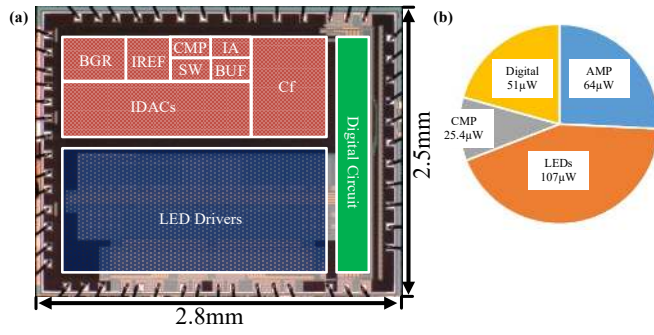 (a)
BGR
IREF
CMP
IA
SW
BUF
Cf
IDACs
LED Drivers
Digital Circuit
2.5mm
2.8mm
(b)
Digital
51µW
AMP
64µW
CMP
25.4µW
LEDs
107µW